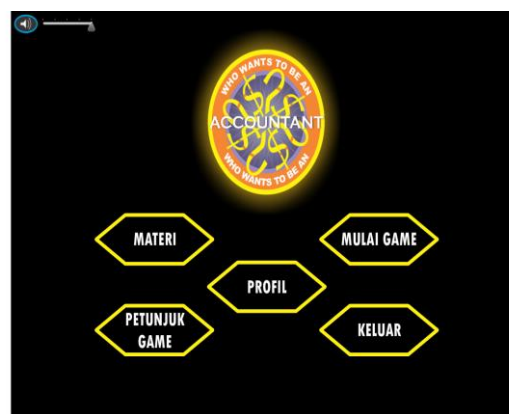 WHO WANTS TO BE AN
ACCOUNTANT
WHO WANTS TO BE AN
MATERI
MULAI GAME
PROFIL
PETUNJUK
GAME
KELUAR